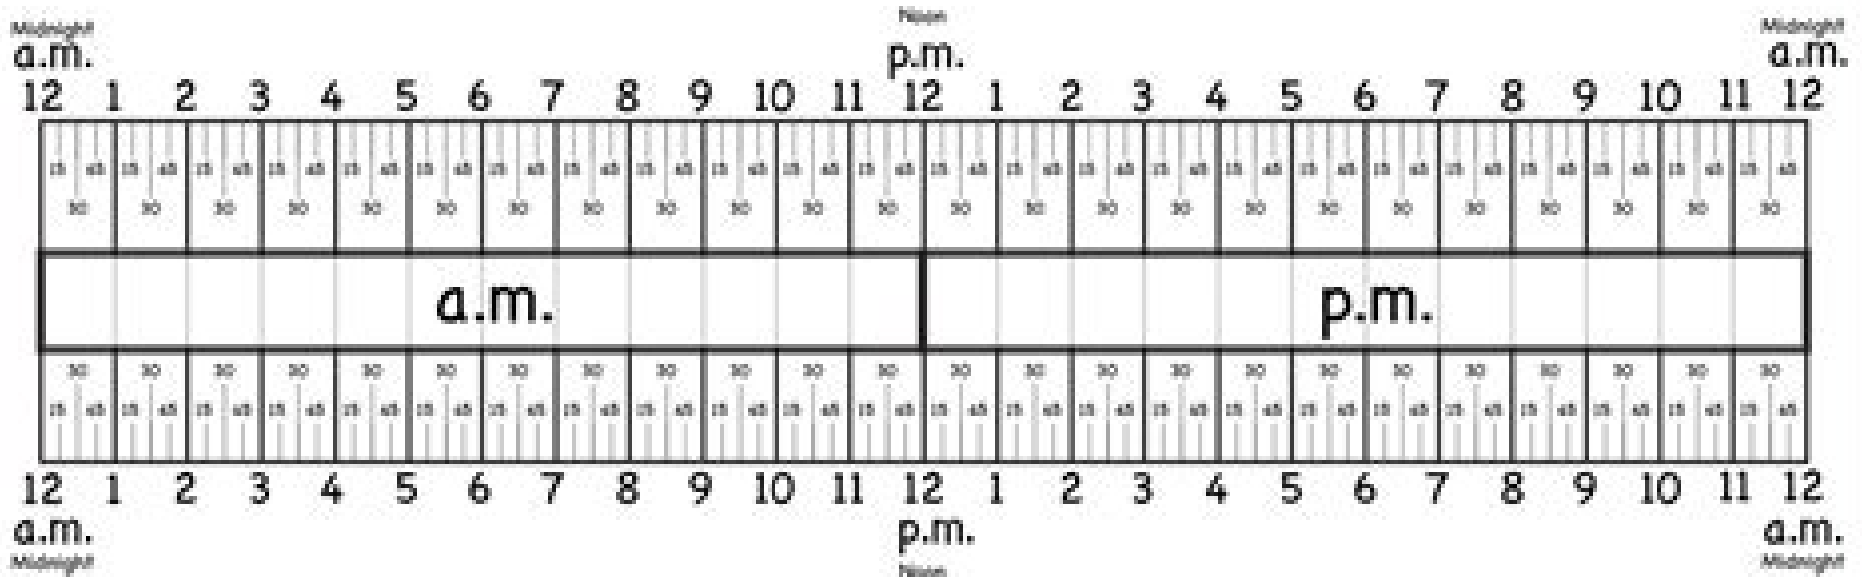 Midnight Noon Midnight
a.m. p.m. a.m.
12 1 2 3 4 5 6 7 8 9 10 11 12 1 2 3 4 5 6 7 8 9 10 11 12
15 45 15 45 15 45 15 45 15 45 15 45 15 45 15 45 15 45 15 45 15 45 15 45 15 45 15 45 15 45 15 45 15 45 15 45 15 45 15 45 15 45 15 45 15 45 15 45
30 30 30 30 30 30 30 30 30 30 30 30 30 30 30 30 30 30 30 30 30 30 30 30
a.m. p.m.
30 30 30 30 30 30 30 30 30 30 30 30 30 30 30 30 30 30 30 30 30 30 30 30
15 45 15 45 15 45 15 45 15 45 15 45 15 45 15 45 15 45 15 45 15 45 15 45 15 45 15 45 15 45 15 45 15 45 15 45 15 45 15 45 15 45 15 45 15 45 15 45
12 1 2 3 4 5 6 7 8 9 10 11 12 1 2 3 4 5 6 7 8 9 10 11 12
a.m. p.m. a.m.
Midnight Noon Midnight